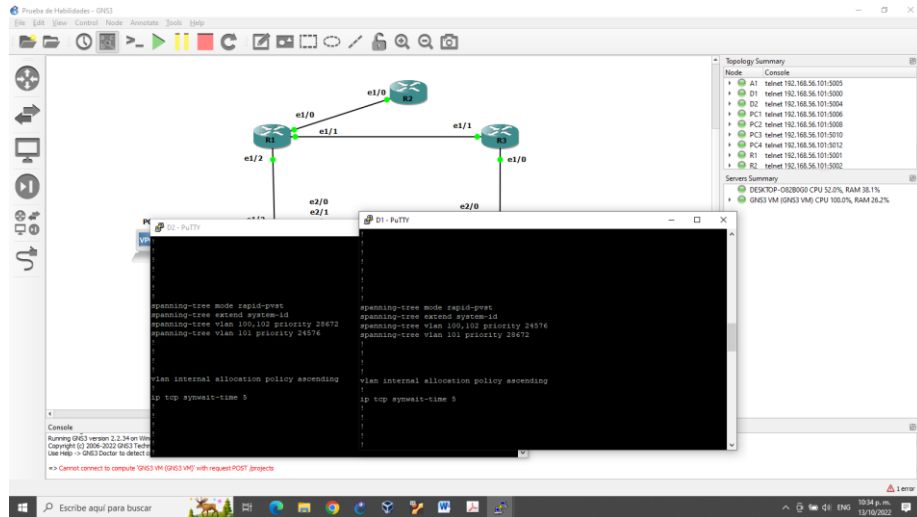 Prueba de Habilidades - GNS3
File Edit View Control Node Annotate Tools Help
R2
e1/0
e1/0
e1/1
e1/1
R1
R3
e1/2
e1/0
e2/0
e2/1
e2/0
Topology Summary
Node Console
A1 telnet 192.168.56.101:5005
D1 telnet 192.168.56.101:5000
D2 telnet 192.168.56.101:5004
PC1 telnet 192.168.56.101:5006
PC2 telnet 192.168.56.101:5008
PC3 telnet 192.168.56.101:5010
PC4 telnet 192.168.56.101:5012
R1 telnet 192.168.56.101:5001
R2 telnet 192.168.56.101:5002
Servers Summary
DESKTOP-O82B0G0 CPU 52.0%, RAM 38.1%
GNS3 VM (GNS3 VM) CPU 100.0%, RAM 26.2%
D2 - PuTTY
!
!
!
spanning-tree mode rapid-pvst
spanning-tree extend system-id
spanning-tree vlan 100,102 priority 28672
spanning-tree vlan 101 priority 24576
!
!
vlan internal allocation policy ascending
!
ip tcp synwait-time 5
!
!
D1 - PuTTY
!
!
!
spanning-tree mode rapid-pvst
spanning-tree extend system-id
spanning-tree vlan 100,102 priority 24576
spanning-tree vlan 101 priority 28672
!
!
vlan internal allocation policy ascending
!
ip tcp synwait-time 5
!
!
Console
Running GNS3 version 2.2.34 on
Copyright (c) 2006-2022 GNS3
Use Help -> GNS3 Doctor to detect
=> Cannot connect to compute 'GNS3 VM (GNS3 VM)' with request POST /projects
1 error
Escribe aquí para buscar
ENG
10:34 p. m.
13/10/2022